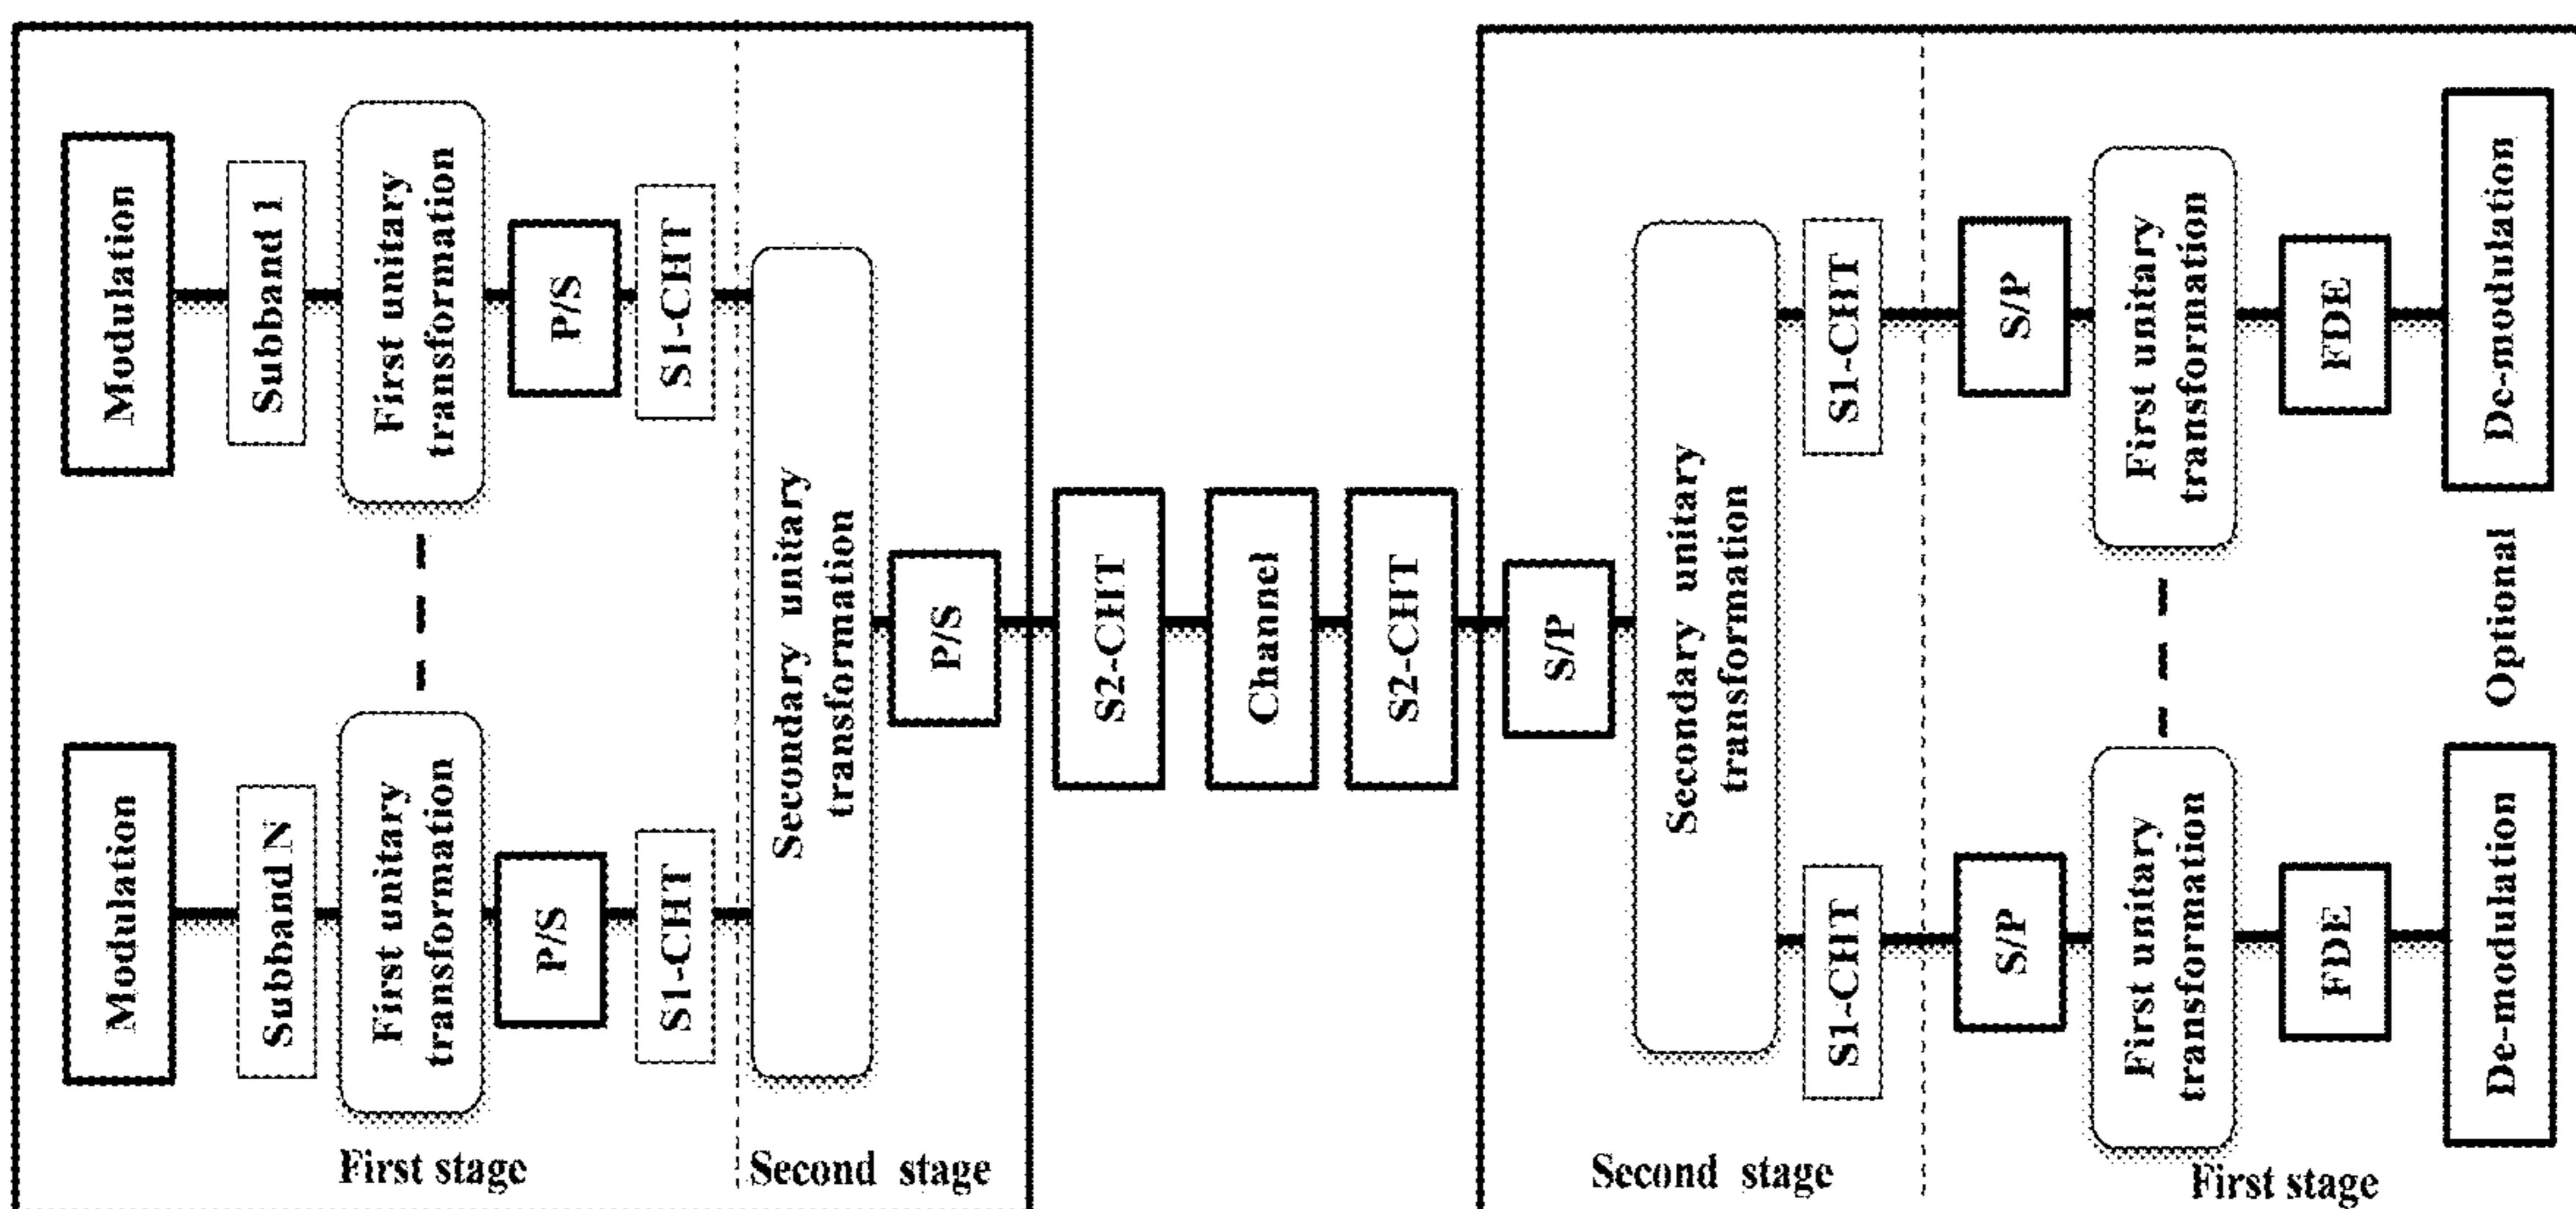 Modulation
Subband 1
First unitary
transformation
P/S
S1-CHT
Modulation
Subband N
First unitary
transformation
P/S
S1-CHT
First stage
Secondary unitary
transformation
P/S
Second stage
S2-CHT
Channel
S2-CHT
S/P
Secondary unitary
transformation
S1-CHT
S1-CHT
Second stage
S/P
First unitary
transformation
FDE
De-modulation
Optional
S/P
First unitary
transformation
FDE
De-modulation
First stage